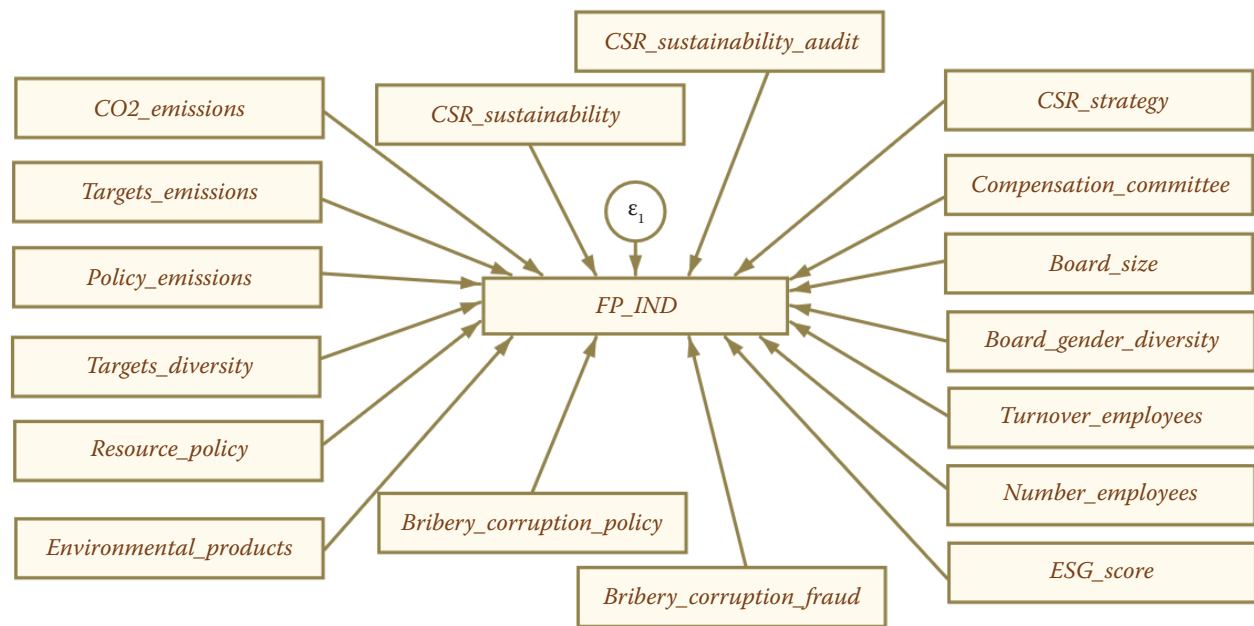 CSR_sustainability_audit
CO2_emissions
CSR_sustainability
CSR_strategy
Targets_emissions
Compensation_committee
ε1
Policy_emissions
Board_size
FP_IND
Targets_diversity
Board_gender_diversity
Turnover_employees
Resource_policy
Number_employees
Bribery_corruption_policy
Environmental_products
ESG_score
Bribery_corruption_fraud